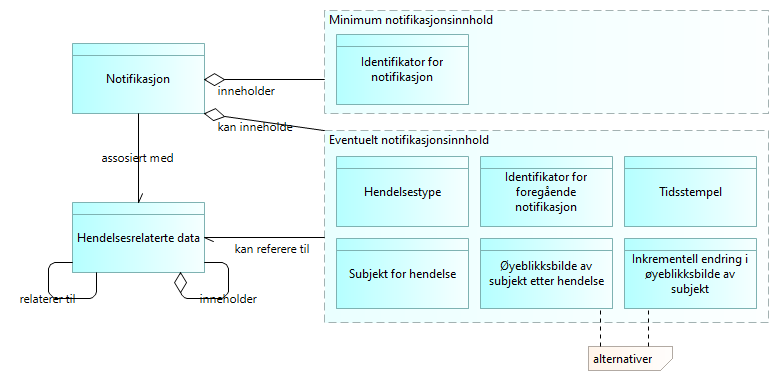 Minimum notifikasjonsinnhold
Notifikasjon
Identifikator for
notifikasjon
inneholder
kan inneholde
Eventuelt notifikasjonsinnhold
assosiert med
Hendelsestype
Identifikator for
foregående
notifikasjon
Tidsstempel
Hendelsesrelaterte data
kan referere til
Subjekt for hendelse
Øyeblikksbilde av
subjekt etter hendelse
Inkrementell endring i
øyeblikksbilde av
subjekt
relaterer til
inneholder
alternativer